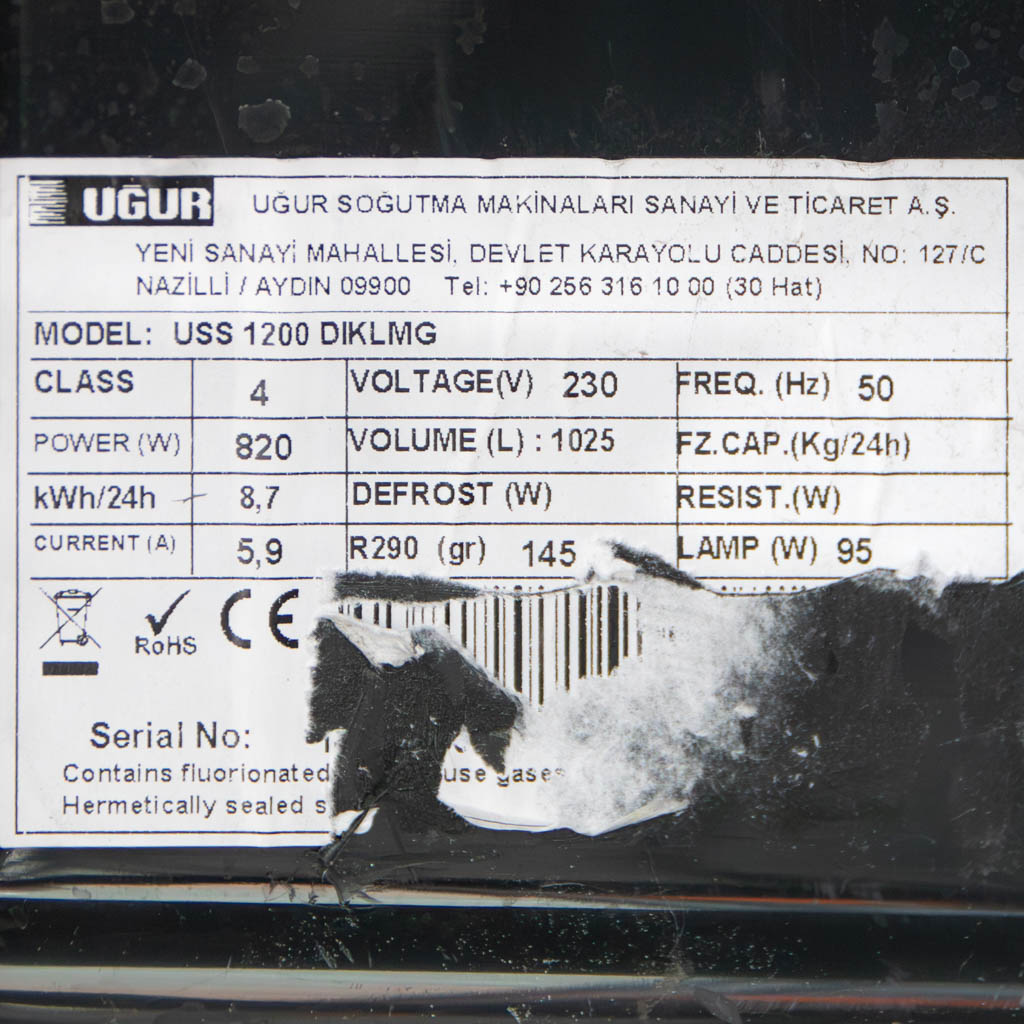 UĞUR UĞUR SOĞUTMA MAKİNALARI SANAYİ VE TİCARET A.Ş.
YENİ SANAYİ MAHALLESİ, DEVLET KARAYOLU CADDESİ, NO: 127/C
NAZILLI / AYDIN 09900 Tel: +90 256 316 10 00 (30 Hat)
MODEL: USS 1200 DIKLMG
CLASS 4 VOLTAGE(V) 230 FREQ. (Hz) 50
POWER (W) 820 VOLUME (L) : 1025 FZ.CAP.(Kg/24h)
kWh/24h 8,7 DEFROST (W) RESIST.(W)
CURRENT (A) 5,9 R290 (gr) 145 LAMP (W) 95
RoHS CE
Serial No:
Contains fluorionated use gases
Hermetically sealed s